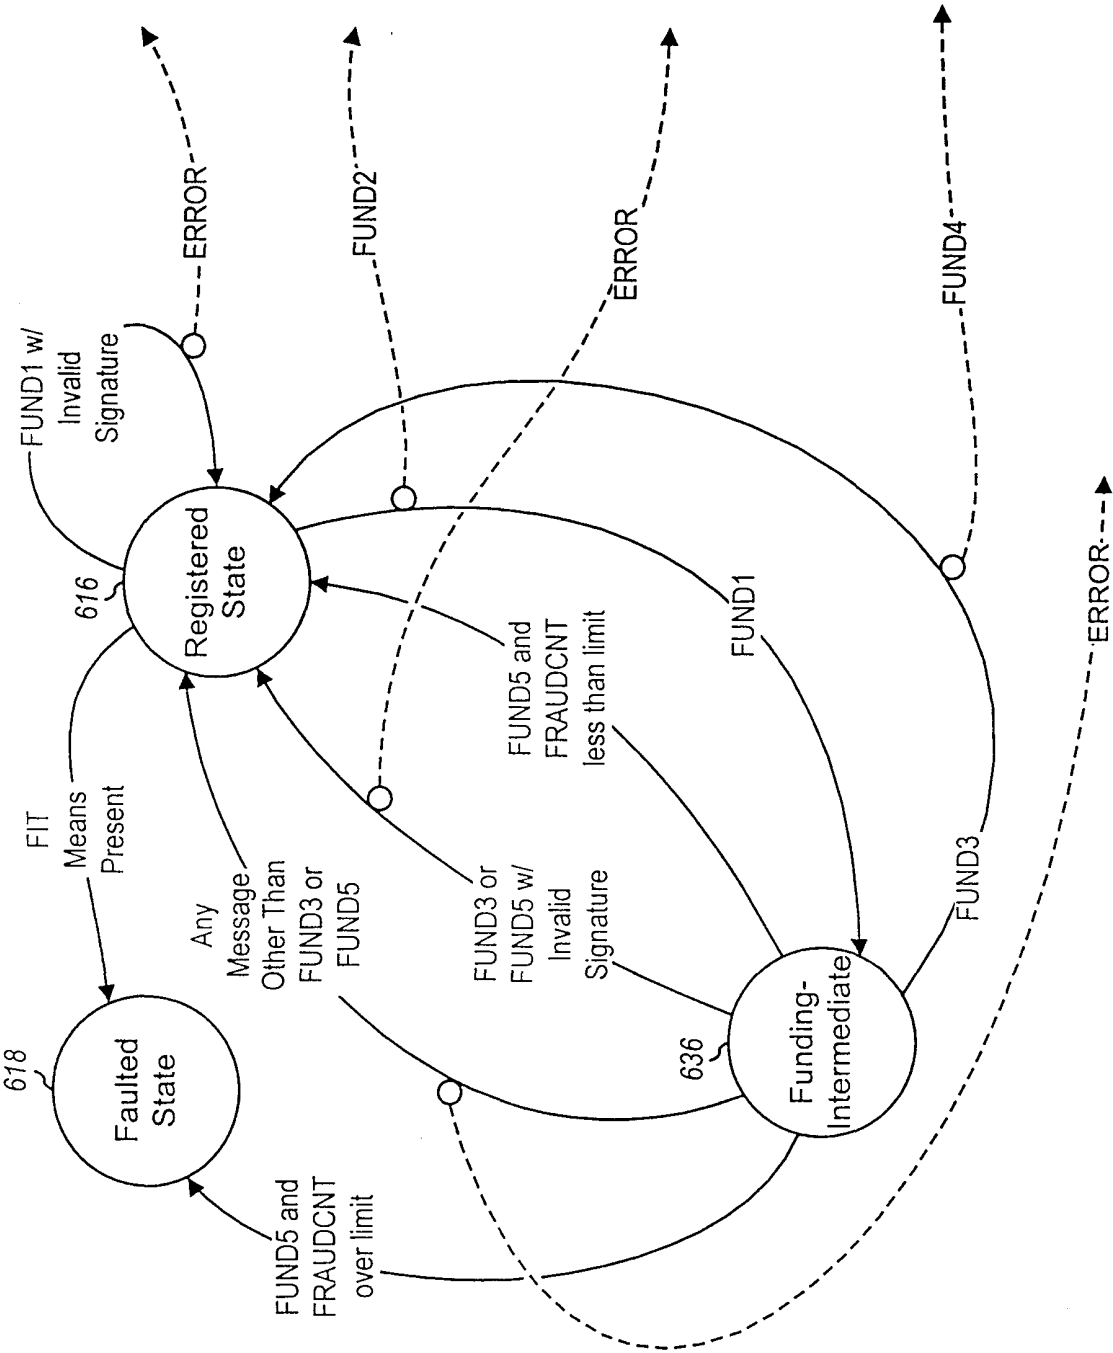 618
Faulted
State
FIT
Means
Present
616
Registered
State
FUND1 w/
Invalid
Signature
ERROR
FUND2
ERROR
FUND4
FUND5 and
FRAUDCNT
over limit
Any
Message
Other Than
FUND3 or
FUND5
FUND3 or
FUND5 w/
Invalid
Signature
FUND5 and
FRAUDCNT
less than limit
FUND1
636
Funding-
Intermediate
FUND3
ERROR